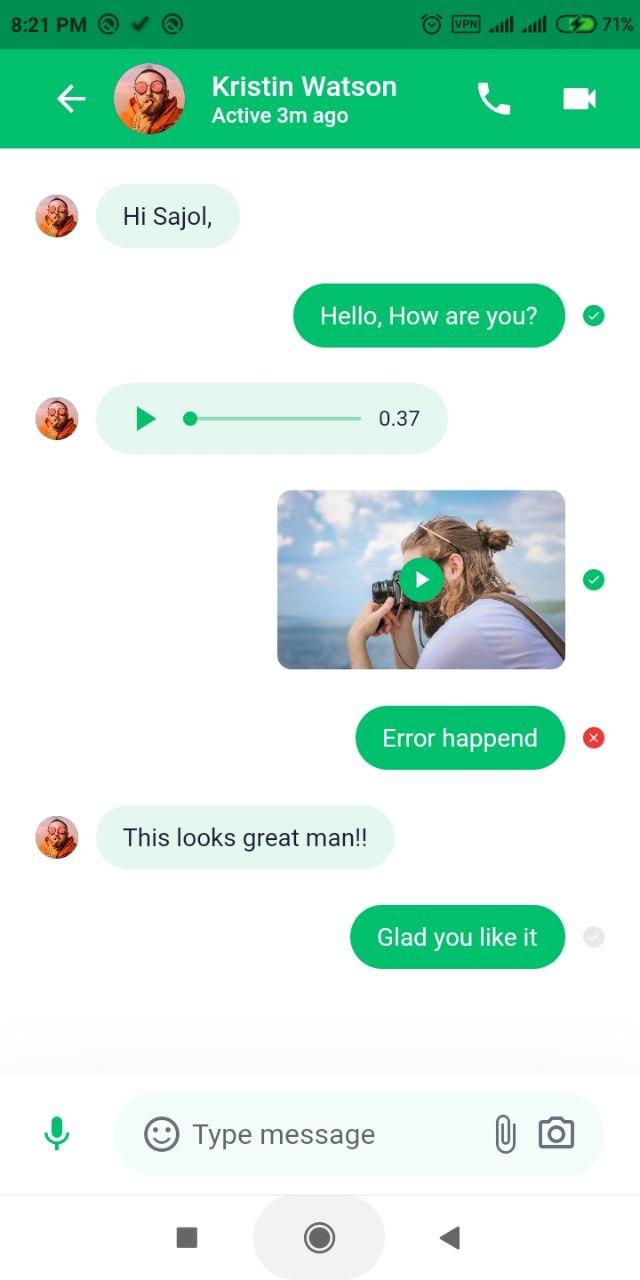 8:21 PM VPN 71%
Kristin Watson
Active 3m ago
Hi Sajol,
Hello, How are you?
0.37
Error happend
This looks great man!!
Glad you like it
Type message